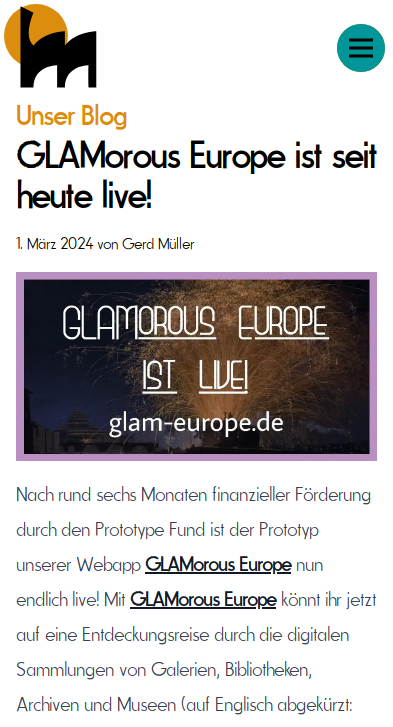 Unser Blog
GLAMorous Europe ist seit
heute live!
1. März 2024 von Gerd Müller
GLAMOROUS EUROPE
IST LIVE!
glam-europe.de
Nach rund sechs Monaten finanzieller Förderung
durch den Prototype Fund ist der Prototyp
unserer Webapp GLAMorous Europe nun
endlich live! Mit GLAMorous Europe könnt ihr jetzt
auf eine Entdeckungsreise durch die digitalen
Sammlungen von Galerien, Bibliotheken,
Archiven und Museen (auf Englisch abgekürzt: